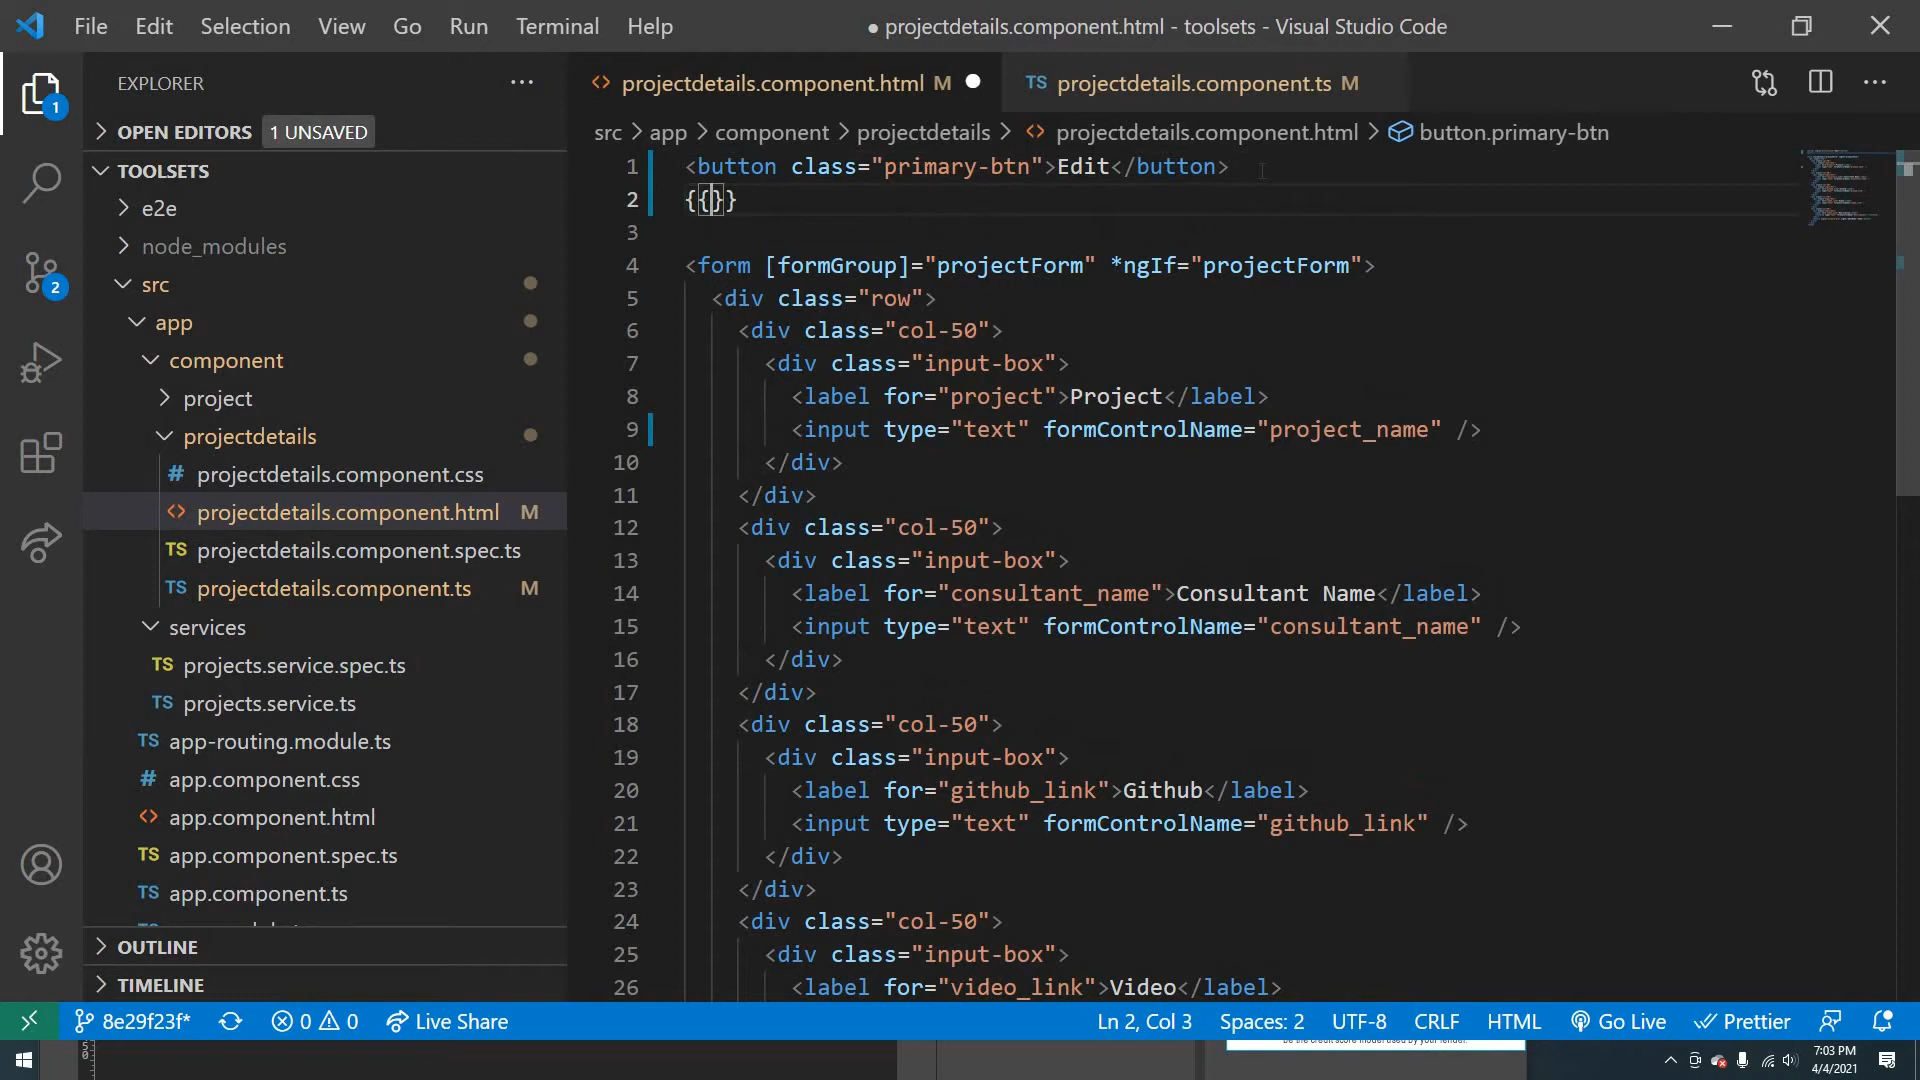 File Edit Selection View Go Run Terminal Help
● projectdetails.component.html - toolsets - Visual Studio Code
EXPLORER
projectdetails.component.html M
TS projectdetails.component.ts M
OPEN EDITORS 1 UNSAVED
src > app > component > projectdetails > projectdetails.component.html > button.primary-btn
TOOLSETS
e2e
node_modules
src
app
component
project
projectdetails
# projectdetails.component.css
projectdetails.component.html M
TS projectdetails.component.spec.ts
TS projectdetails.component.ts M
services
TS projects.service.spec.ts
TS projects.service.ts
TS app-routing.module.ts
# app.component.css
app.component.html
TS app.component.spec.ts
TS app.component.ts
OUTLINE
TIMELINE
1
2
1 <button class="primary-btn">Edit</button>
2 {{}}
3
4 <form [formGroup]="projectForm" *ngIf="projectForm">
5 <div class="row">
6 <div class="col-50">
7 <div class="input-box">
8 <label for="project">Project</label>
9 <input type="text" formControlName="project_name" />
10 </div>
11 </div>
12 <div class="col-50">
13 <div class="input-box">
14 <label for="consultant_name">Consultant Name</label>
15 <input type="text" formControlName="consultant_name" />
16 </div>
17 </div>
18 <div class="col-50">
19 <div class="input-box">
20 <label for="github_link">Github</label>
21 <input type="text" formControlName="github_link" />
22 </div>
23 </div>
24 <div class="col-50">
25 <div class="input-box">
26 <label for="video_link">Video</label>
8e29f23f* 0 0 Live Share
Ln 2, Col 3 Spaces: 2 UTF-8 CRLF HTML Go Live Prettier
7:03 PM
4/4/2021